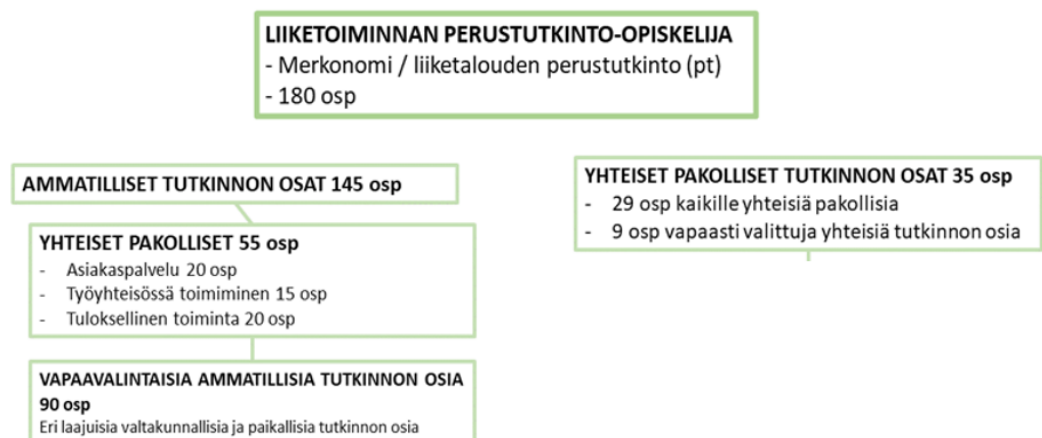 LIIKETOIMINNAN PERUSTUTKINTO-OPISKELIJA
- Merkonomi / liiketalouden perustutkinto (pt)
- 180 osp
AMMATILLISET TUTKINNON OSAT 145 osp
YHTEISET PAKOLLISET 55 osp
- Asiakaspalvelu 20 osp
- Työyhteisössä toimiminen 15 osp
- Tuloksellinen toiminta 20 osp
VAPAAVALINTAISIA AMMATILLISIA TUTKINNON OSIA
90 osp
Eri laajuisia valtakunnallisia ja paikallisia tutkinnon osia
YHTEISET PAKOLLISET TUTKINNON OSAT 35 osp
- 29 osp kaikille yhteisiä pakollisia
- 9 osp vapaasti valittuja yhteisiä tutkinnon osia